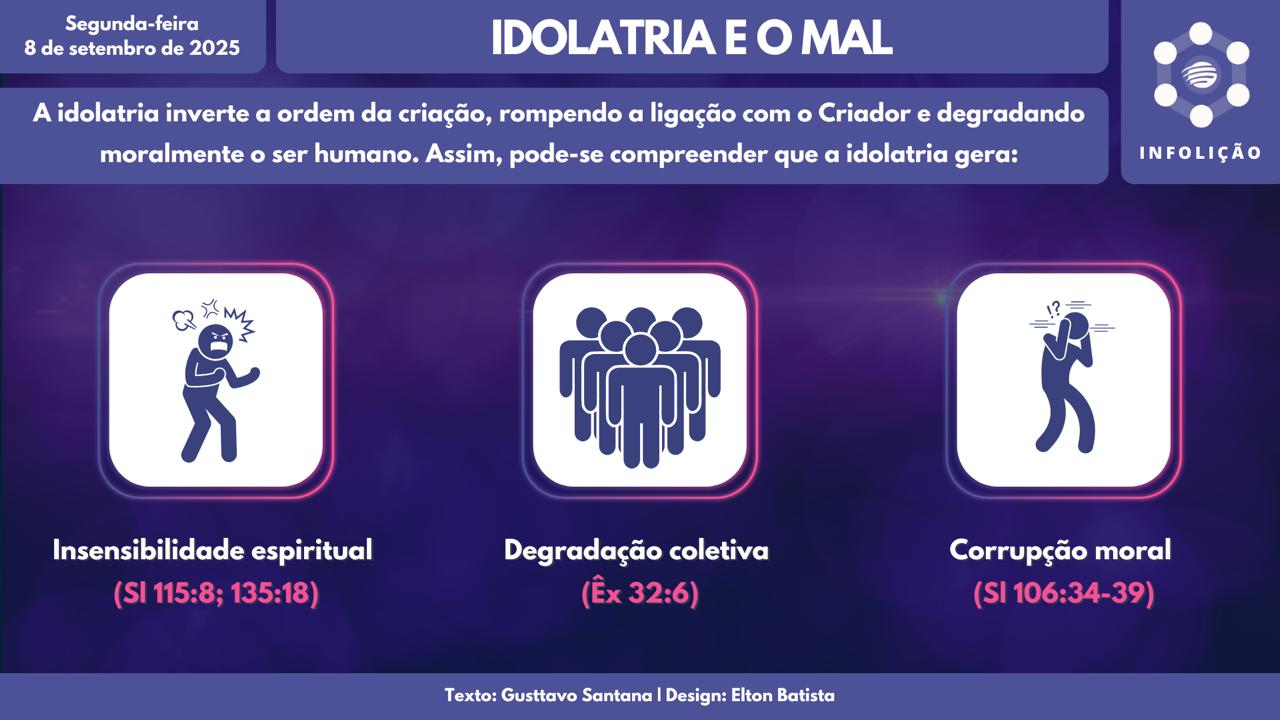 Segunda-feira
8 de setembro de 2025
IDOLATRIA E O MAL
INFOLIÇÃO
A idolatria inverte a ordem da criação, rompendo a ligação com o Criador e degradando
moralmente o ser humano. Assim, pode-se compreender que a idolatria gera:
!?
Insensibilidade espiritual
(Sl 115:8; 135:18)
Degradação coletiva
(Êx 32:6)
Corrupção moral
(Sl 106:34-39)
Texto: Gusttavo Santana | Design: Elton Batista